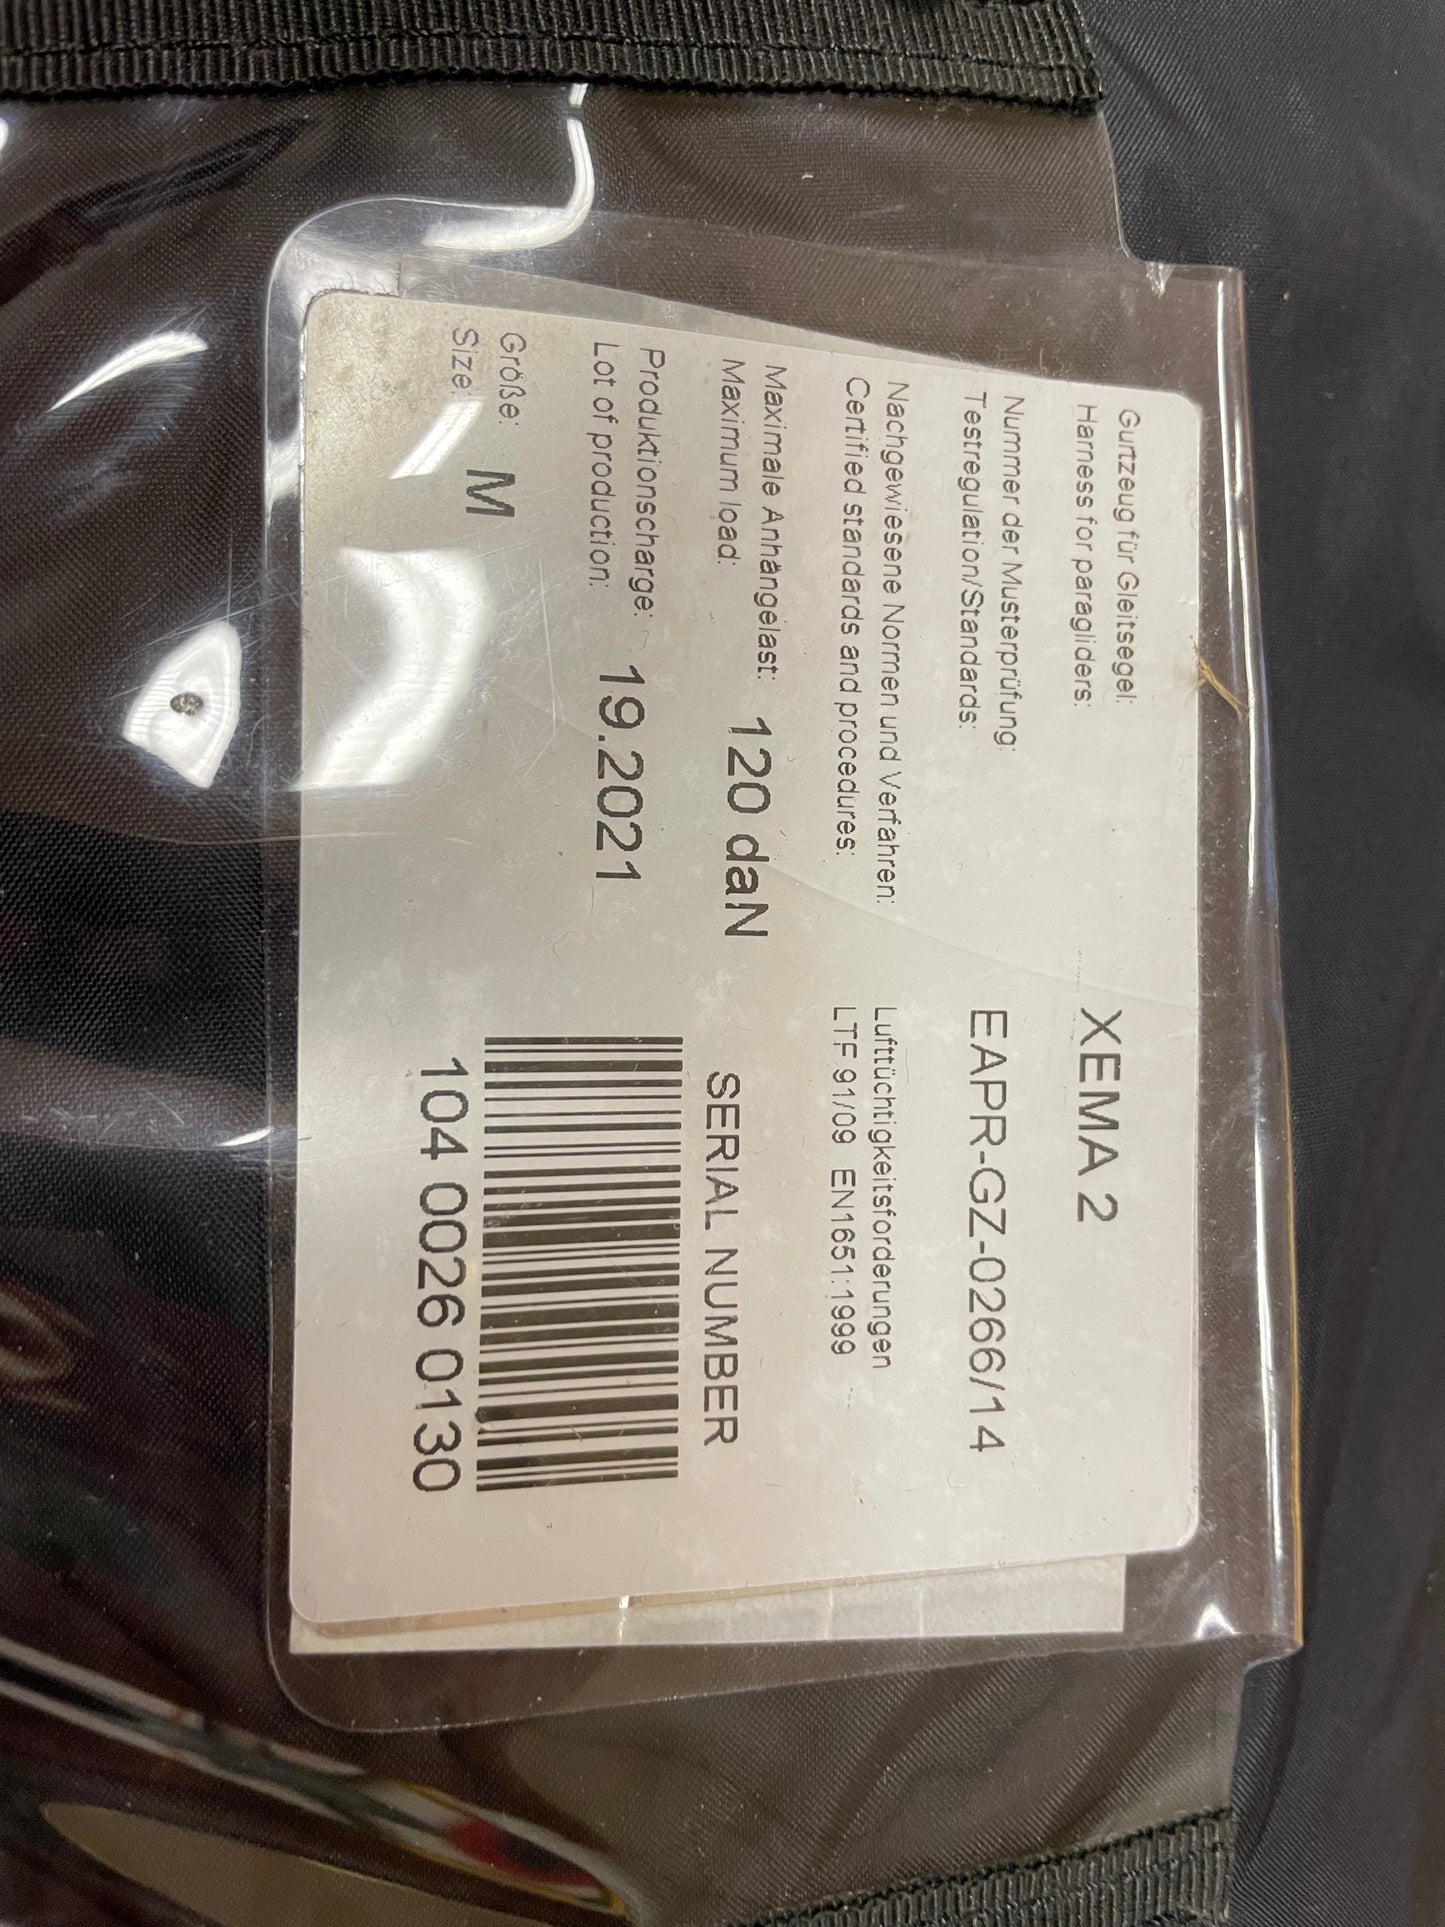 Gurtzeug für Gleitsegel:
Harness for paragliders: XEMA 2
Nummer der Musterprüfung:
Testregulation/Standards: EAPR-GZ-0266/14
Nachgewiesene Normen und Verfahren: Lufttüchtigkeitsforderungen
Certified standards and procedures: LTF 91/09 EN1651:1999
Maximale Anhängelast:
Maximum load: 120 daN
SERIAL NUMBER
Produktionscharge:
Lot of production: 19.2021
Größe:
Size: M
104 0026 0130